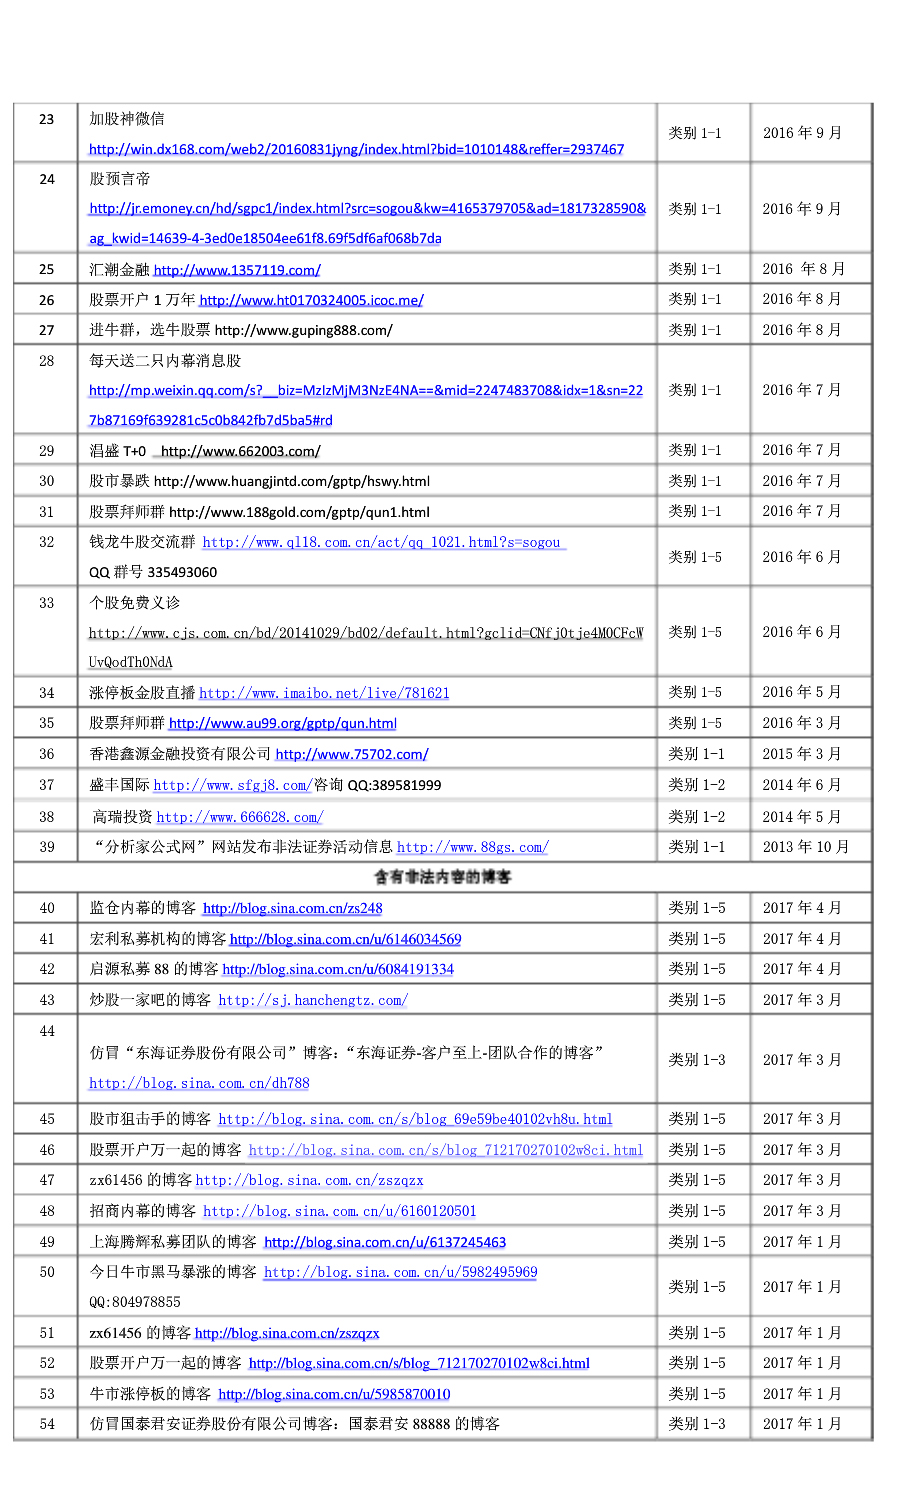 23 加股神微信
http://win.dx168.com/web2/20160831jyng/index.html?bid=1010148&reffer=2937467 类别 1-1 2016 年 9 月
24 股预言帝
http://jr.emoney.cn/hd/sgpc1/index.html?src=sogou&kw=4165379705&ad=1817328590& 类别 1-1 2016 年 9 月
ag_kwid=14639-4-3ed0e18504ee61f8.69f5df6af068b7da
25 汇潮金融 http://www.1357119.com/ 类别 1-1 2016 年 8 月
26 股票开户 1 万年 http://www.ht0170324005.icoc.me/ 类别 1-1 2016 年 8 月
27 进牛群，选牛股票 http://www.guping888.com/ 类别 1-1 2016 年 8 月
28 每天送二只内幕消息股
http://mp.weixin.qq.com/s?__biz=MzIzMjM3NzE4NA==&mid=2247483708&idx=1&sn=22 类别 1-1 2016 年 7 月
7b87169f639281c5c0b842fb7d5ba5#rd
29 淐盛 T+0 http://www.662003.com/ 类别 1-1 2016 年 7 月
30 股市暴跌 http://www.huangjintd.com/gptp/hswy.html 类别 1-1 2016 年 7 月
31 股票拜师群 http://www.188gold.com/gptp/qun1.html 类别 1-1 2016 年 7 月
32 钱龙牛股交流群 http://www.ql18.com.cn/act/qq_1021.html?s=sogou
QQ 群号 335493060 类别 1-5 2016 年 6 月
33 个股免费义诊
http://www.cjs.com.cn/bd/20141029/bd02/default.html?gclid=CNfj0tje4M0CFcW 类别 1-5 2016 年 6 月
UvQodTh0NdA
34 涨停板金股直播 http://www.imaibo.net/live/781621 类别 1-5 2016 年 5 月
35 股票拜师群 http://www.au99.org/gptp/qun.html 类别 1-5 2016 年 3 月
36 香港鑫源金融投资有限公司 http://www.75702.com/ 类别 1-1 2015 年 3 月
37 盛丰国际 http://www.sfgj8.com/咨询 QQ:389581999 类别 1-2 2014 年 6 月
38 高瑞投资 http://www.666628.com/ 类别 1-2 2014 年 5 月
39 “分析家公式网”网站发布非法证券活动信息 http://www.88gs.com/ 类别 1-1 2013 年 10 月
含有非法内容的博客
40 监仓内幕的博客 http://blog.sina.com.cn/zs248 类别 1-5 2017 年 4 月
41 宏利私募机构的博客 http://blog.sina.com.cn/u/6146034569 类别 1-5 2017 年 4 月
42 启源私募 88 的博客 http://blog.sina.com.cn/u/6084191334 类别 1-5 2017 年 4 月
43 炒股一家吧的博客 http://sj.hanchengtz.com/ 类别 1-5 2017 年 3 月
44 仿冒“东海证券股份有限公司”博客：“东海证券-客户至上-团队合作的博客”
http://blog.sina.com.cn/dh788 类别 1-3 2017 年 3 月
45 股市狙击手的博客 http://blog.sina.com.cn/s/blog_69e59be40102vh8u.html 类别 1-5 2017 年 3 月
46 股票开户万一起的博客 http://blog.sina.com.cn/s/blog_712170270102w8ci.html 类别 1-5 2017 年 3 月
47 zx61456 的博客 http://blog.sina.com.cn/zszqzx 类别 1-5 2017 年 3 月
48 招商内幕的博客 http://blog.sina.com.cn/u/6160120501 类别 1-5 2017 年 3 月
49 上海腾辉私募团队的博客 http://blog.sina.com.cn/u/6137245463 类别 1-5 2017 年 1 月
50 今日牛市黑马暴涨的博客 http://blog.sina.com.cn/u/5982495969
QQ:804978855 类别 1-5 2017 年 1 月
51 zx61456 的博客 http://blog.sina.com.cn/zszqzx 类别 1-5 2017 年 1 月
52 股票开户万一起的博客 http://blog.sina.com.cn/s/blog_712170270102w8ci.html 类别 1-5 2017 年 1 月
53 牛市涨停板的博客 http://blog.sina.com.cn/u/5985870010 类别 1-5 2017 年 1 月
54 仿冒国泰君安证券股份有限公司博客：国泰君安 88888 的博客 类别 1-3 2017 年 1 月